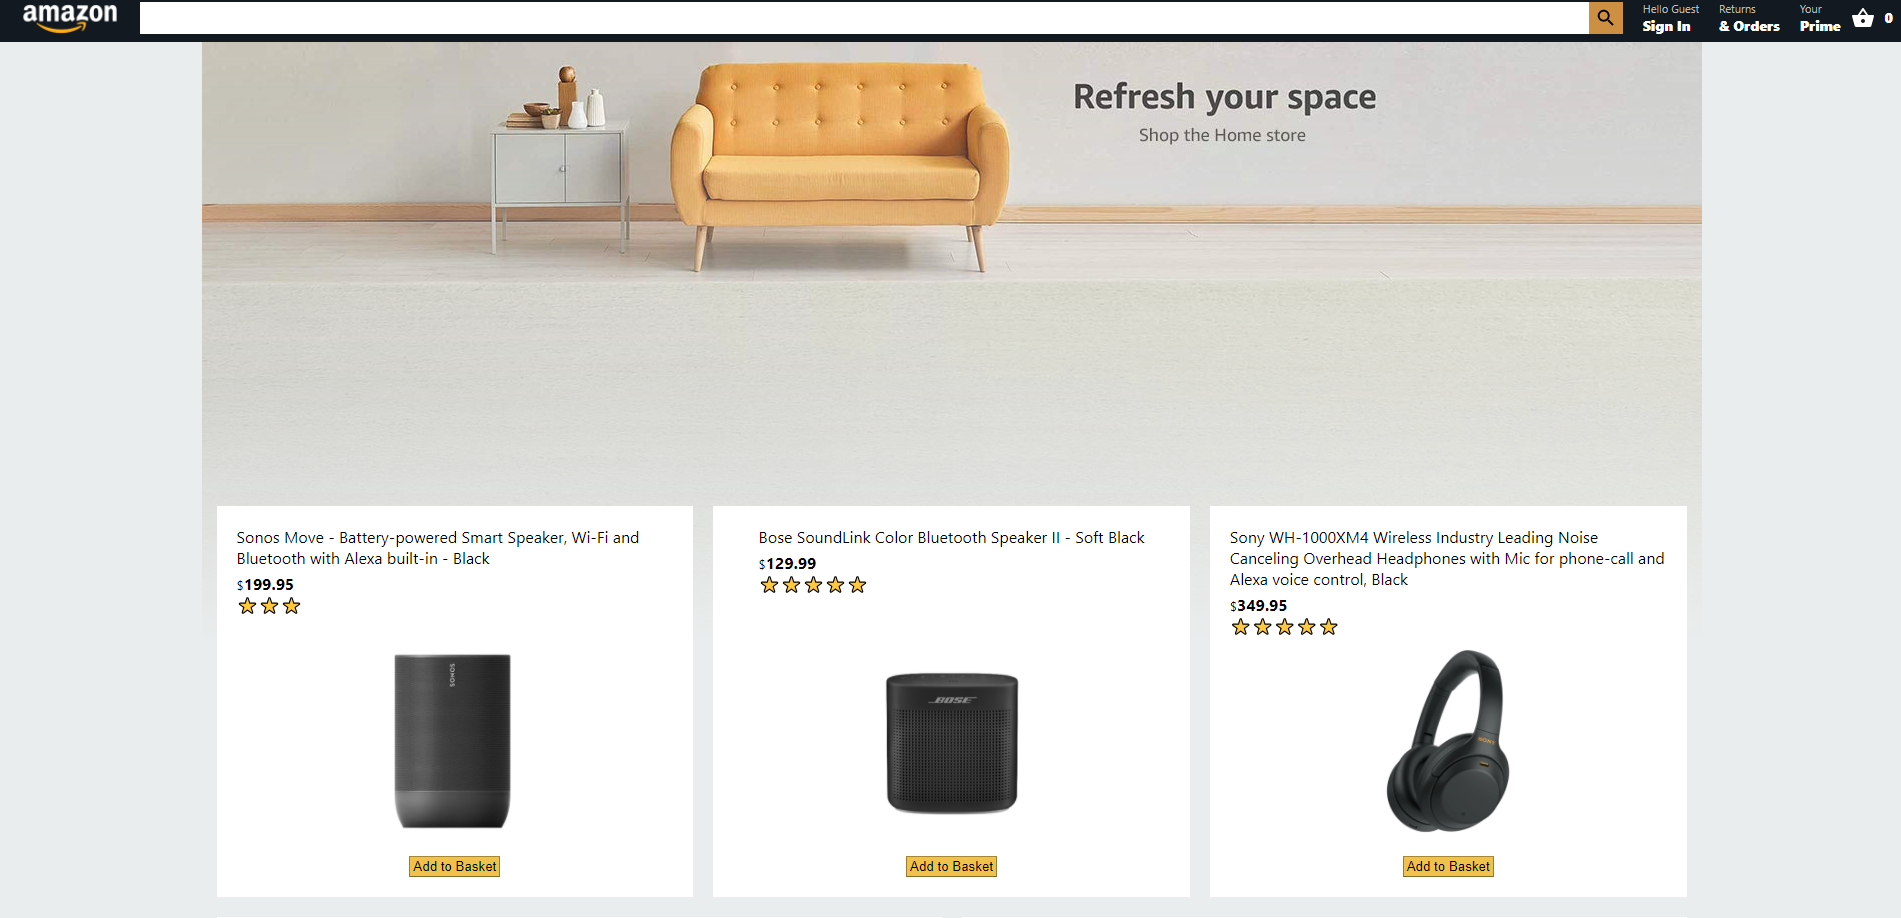 amazon
Hello Guest
Sign In
Returns
& Orders
Your
Prime
0
Refresh your space
Shop the Home store
Sonos Move - Battery-powered Smart Speaker, Wi-Fi and
Bluetooth with Alexa built-in - Black
$199.95
SONOS
Add to Basket
Bose SoundLink Color Bluetooth Speaker II - Soft Black
$129.99
BOSE
Add to Basket
Sony WH-1000XM4 Wireless Industry Leading Noise
Canceling Overhead Headphones with Mic for phone-call and
Alexa voice control, Black
$349.95
SONY
Add to Basket